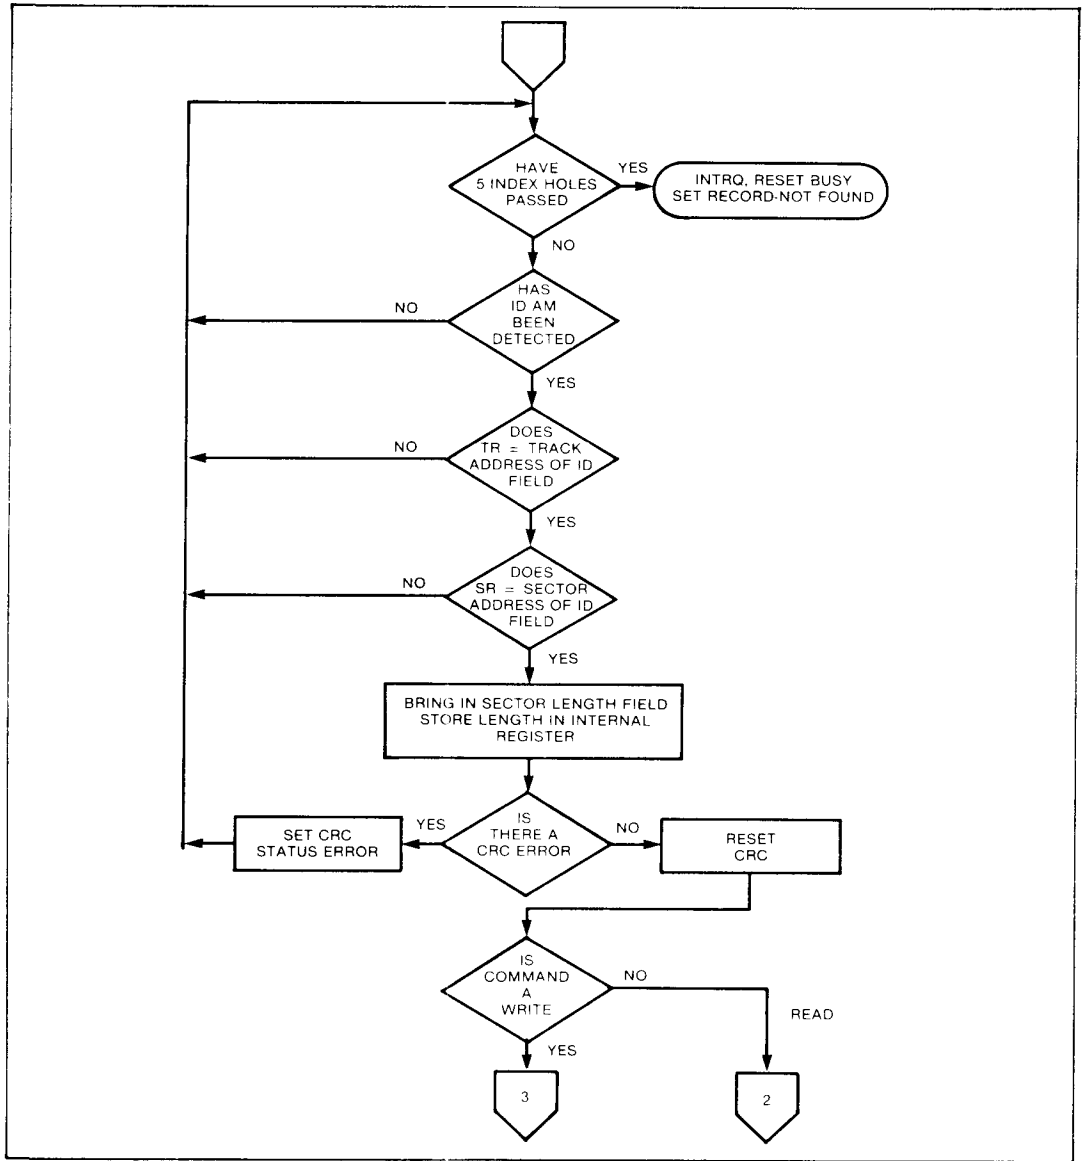 HAVE
5 INDEX HOLES
PASSED
YES
INTRQ, RESET BUSY
SET RECORD-NOT FOUND
NO
HAS
ID AM
BEEN
DETECTED
NO
YES
DOES
TR = TRACK
ADDRESS OF ID
FIELD
NO
YES
DOES
SR = SECTOR
ADDRESS OF ID
FIELD
NO
YES
BRING IN SECTOR LENGTH FIELD
STORE LENGTH IN INTERNAL
REGISTER
IS
THERE A
CRC ERROR
YES
SET CRC
STATUS ERROR
NO
RESET
CRC
IS
COMMAND
A
WRITE
NO
READ
YES
3
2